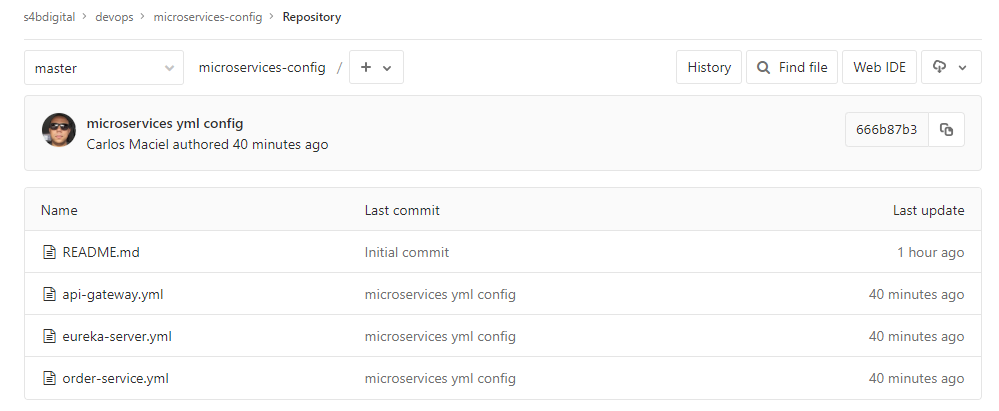 s4bdigital > devops > microservices-config > Repository
master microservices-config / + History Find file Web IDE
microservices yml config
Carlos Maciel authored 40 minutes ago
666b87b3
Name Last commit Last update
README.md Initial commit 1 hour ago
api-gateway.yml microservices yml config 40 minutes ago
eureka-server.yml microservices yml config 40 minutes ago
order-service.yml microservices yml config 40 minutes ago